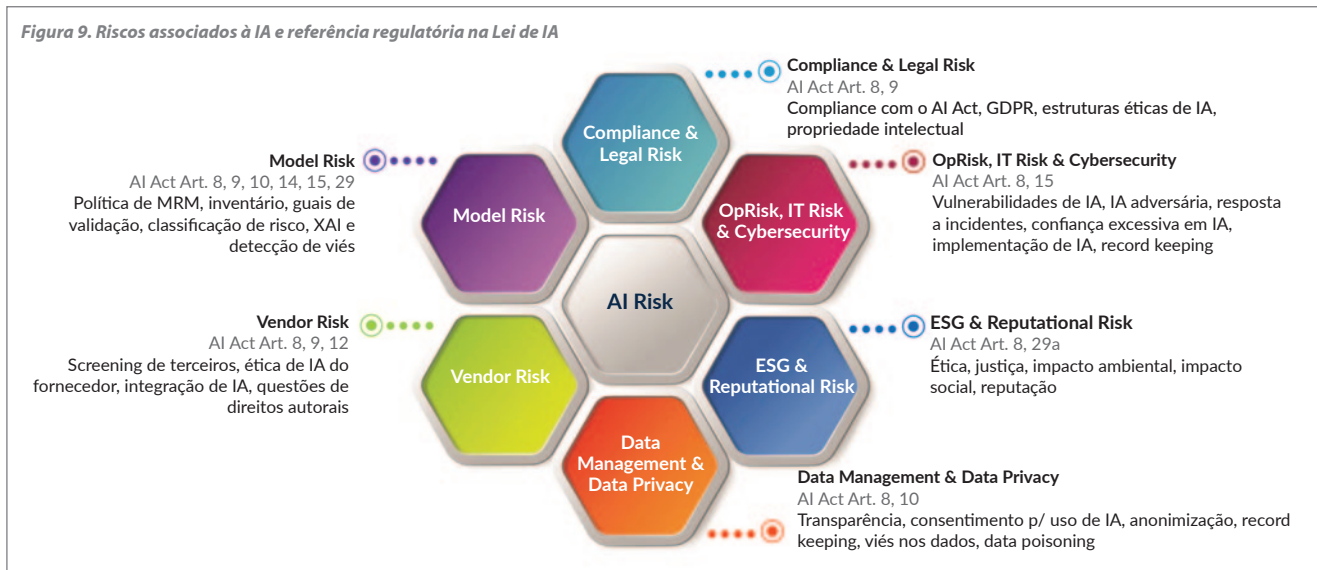 Figura 9. Riscos associados à IA e referência regulatória na Lei de IA
Compliance & Legal Risk
AI Act Art. 8, 9
Compliance com o AI Act, GDPR, estruturas éticas de IA,
propriedade intelectual
Compliance &
Legal Risk
Model Risk
AI Act Art. 8, 9, 10, 14, 15, 29
Política de MRM, inventário, guais de
validação, classificação de risco, XAI e
detecção de viés
Model Risk
OpRisk, IT Risk
& Cybersecurity
OpRisk, IT Risk & Cybersecurity
AI Act Art. 8, 15
Vulnerabilidades de IA, IA adversária, resposta
a incidentes, confiança excessiva em IA,
implementação de IA, record keeping
AI Risk
Vendor Risk
AI Act Art. 8, 9, 12
Screening de terceiros, ética de IA do
fornecedor, integração de IA, questões de
direitos autorais
Vendor Risk
ESG &
Reputational Risk
ESG & Reputational Risk
AI Act Art. 8, 29a
Ética, justiça, impacto ambiental, impacto
social, reputação
Data
Management &
Data Privacy
Data Management & Data Privacy
AI Act Art. 8, 10
Transparência, consentimento p/ uso de IA, anonimização, record
keeping, viés nos dados, data poisoning